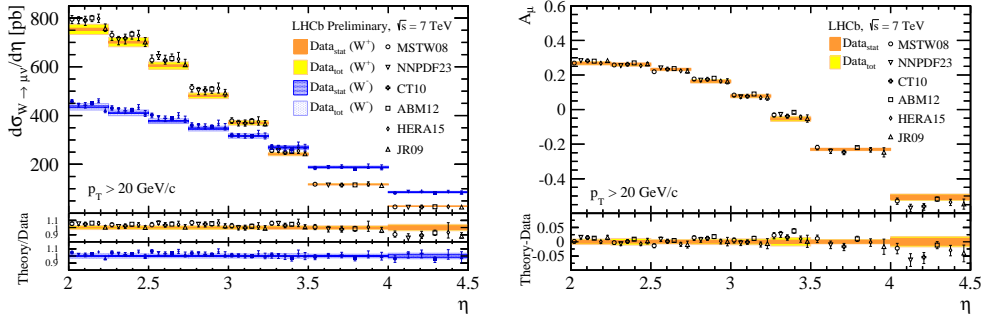 LHCb Preliminary, √s = 7 TeV
Data_stat (W⁺)
Data_tot (W⁺)
Data_stat (W⁻)
Data_tot (W⁻)
MSTW08
NNPDF23
CT10
ABM12
HERA15
JR09
dσ_W → μν/dη [pb]
800
600
400
200
p_T > 20 GeV/c
Theory/Data
1.1
0.9
1.1
0.9
2 2.5 3 3.5 4 4.5
η
A_μ
LHCb, √s = 7 TeV
Data_stat
Data_tot
MSTW08
NNPDF23
CT10
ABM12
HERA15
JR09
0.6
0.4
0.2
0
-0.2
-0.4
-0.6
p_T > 20 GeV/c
Theory-Data
0.05
0
-0.05
2 2.5 3 3.5 4 4.5
η